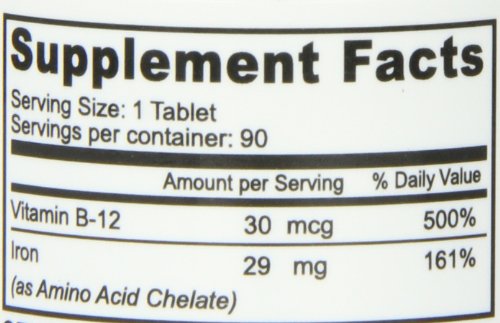 Supplement Facts
Serving Size: 1 Tablet
Servings per container: 90
Amount per Serving % Daily Value
Vitamin B-12 30 mcg 500%
Iron 29 mg 161%
(as Amino Acid Chelate)